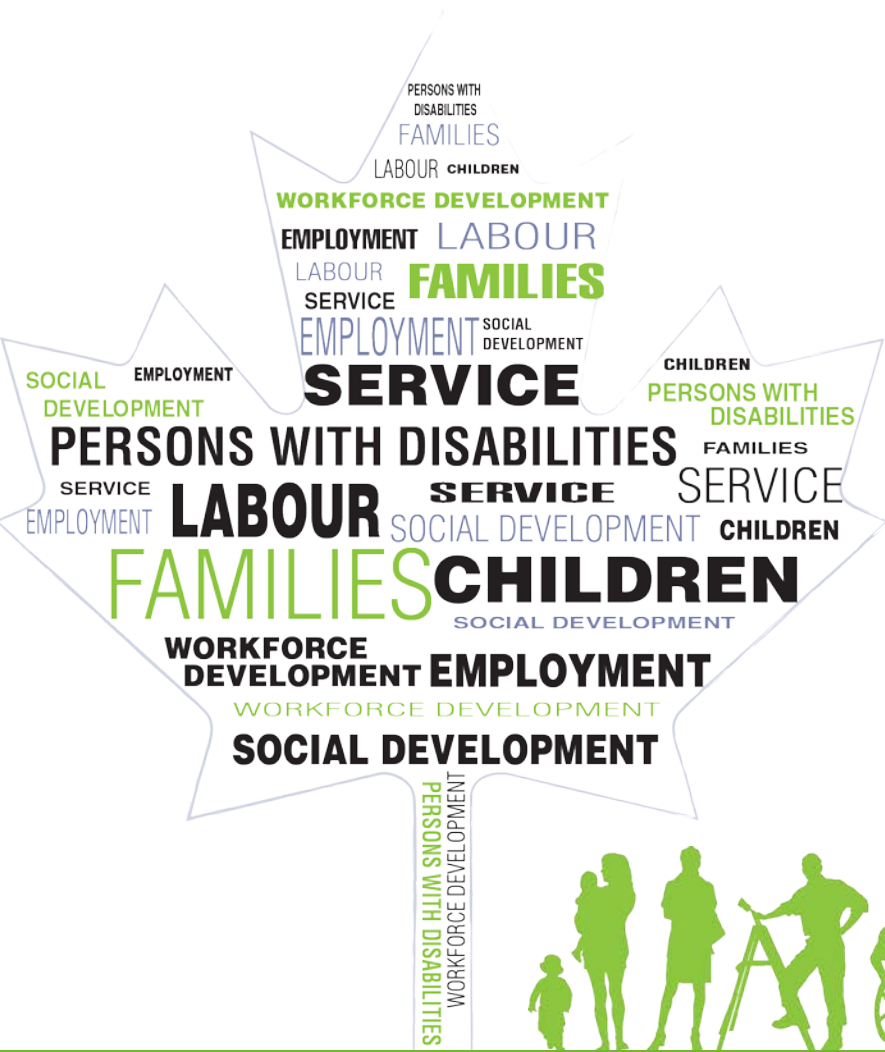 PERSONS WITH
DISABILITIES
FAMILIES
LABOUR CHILDREN
WORKFORCE DEVELOPMENT
EMPLOYMENT LABOUR
LABOUR FAMILIES
SERVICE
EMPLOYMENT SOCIAL
DEVELOPMENT
SERVICE
SOCIAL
DEVELOPMENT
EMPLOYMENT
CHILDREN
PERSONS WITH
DISABILITIES
PERSONS WITH DISABILITIES
FAMILIES
SERVICE
LABOUR
SERVICE
SERVICE
EMPLOYMENT
SOCIAL DEVELOPMENT
CHILDREN
FAMILIES
CHILDREN
SOCIAL DEVELOPMENT
WORKFORCE
DEVELOPMENT
EMPLOYMENT
WORKFORCE DEVELOPMENT
SOCIAL DEVELOPMENT
PERSONS WITH DISABILITIES
WORKFORCE DEVELOPMENT